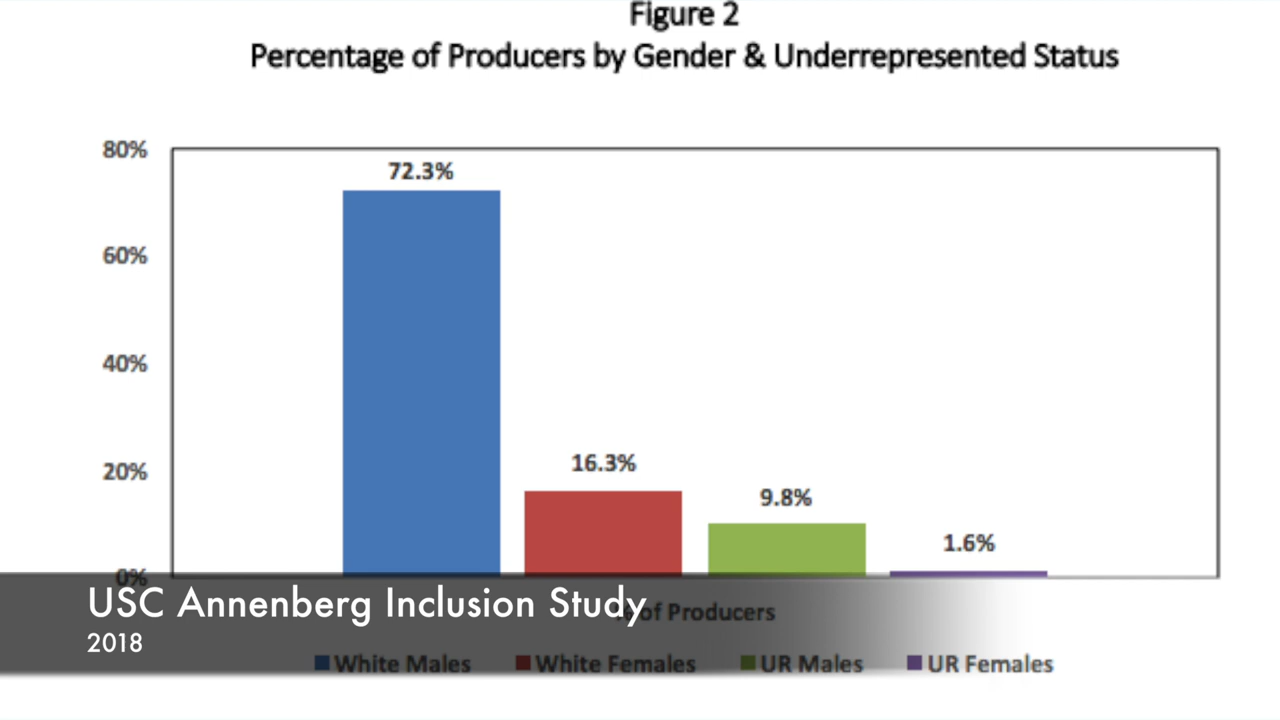 Figure 2
Percentage of Producers by Gender & Underrepresented Status
80%
72.3%
60%
40%
20%
16.3%
9.8%
1.6%
0%
USC Annenberg Inclusion Study
of Producers
2018
White Males White Females UR Males UR Females